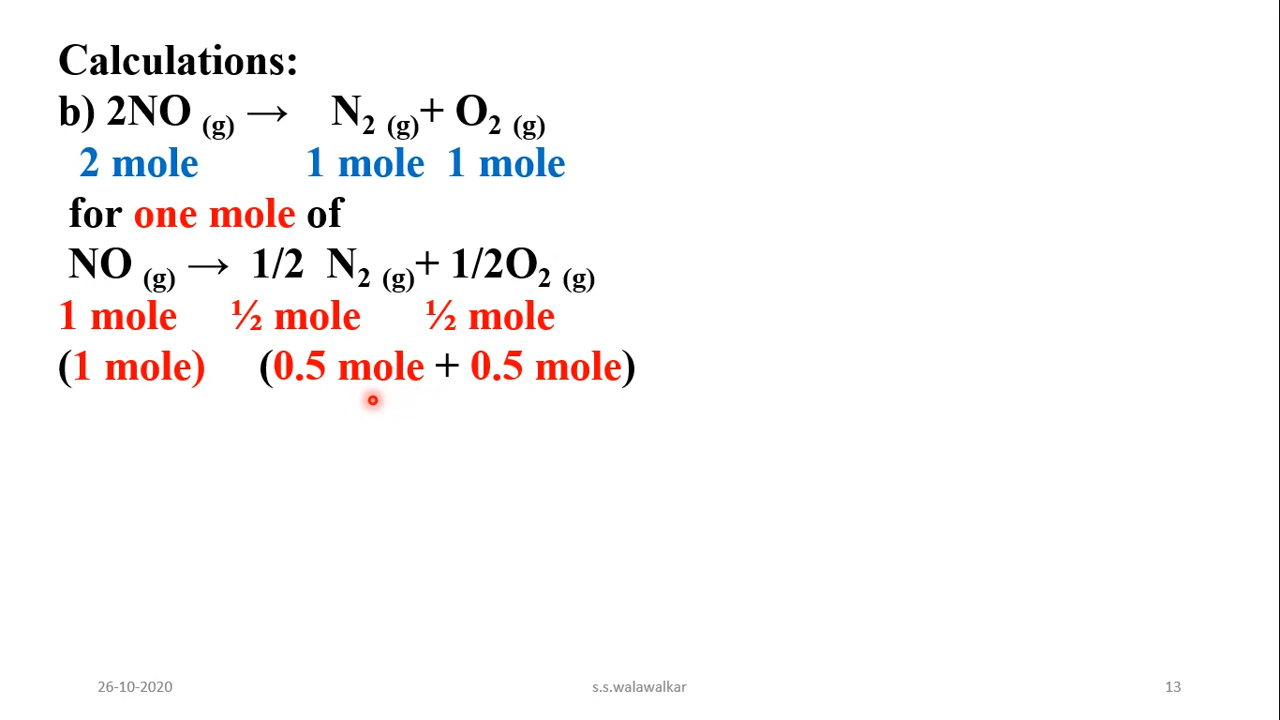 Calculations:
b) 2NO (g) → N₂ (g)+ O₂ (g)
2 mole 1 mole 1 mole
for one mole of
NO (g) → 1/2 N₂ (g)+ 1/2O₂ (g)
1 mole ½ mole ½ mole
(1 mole) (0.5 mole + 0.5 mole)
26-10-2020 s.s.walawalkar 13